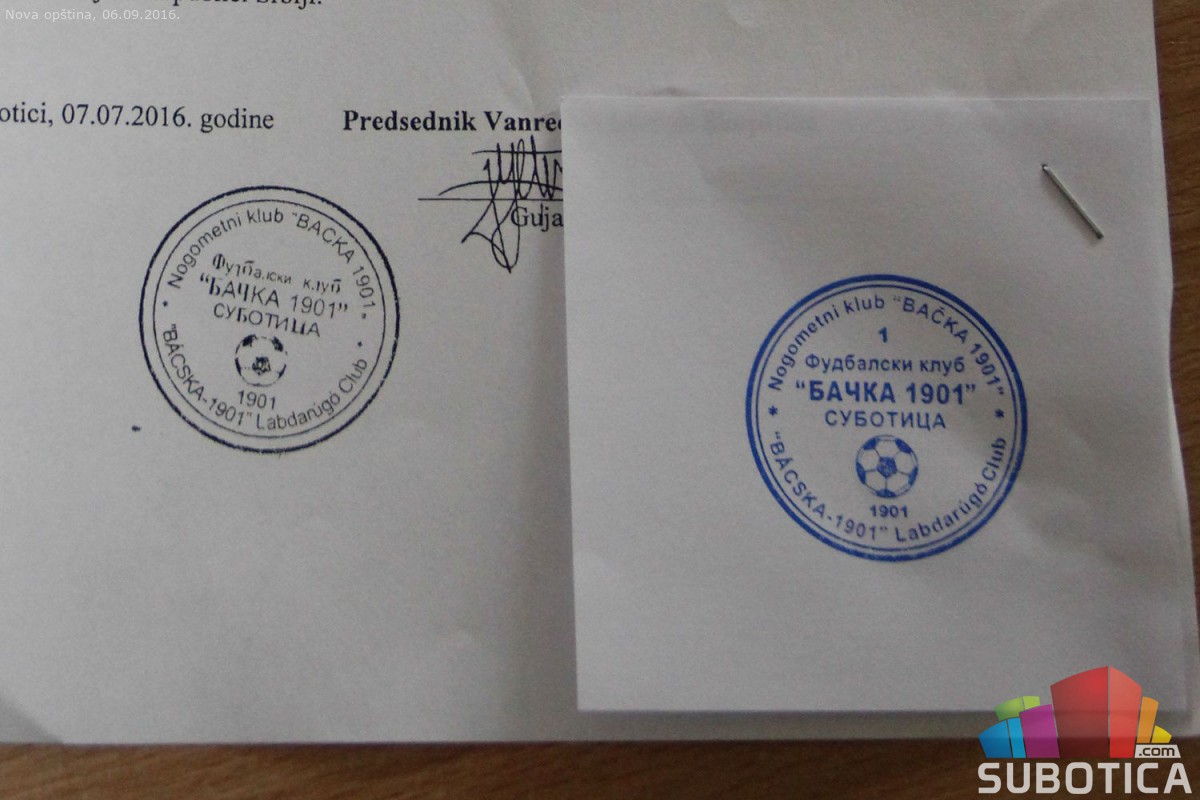 Nova opština, 06.09.2016.
otici, 07.07.2016. godine
Predsednik Vanred
Guja
Nogometni klub "BAČKA 1901"
Фудбалски клуб
"БАЧКА 1901"
СУБОТИЦА
1901
"BÁCSKA-1901" Labdarúgó Club
Nogometni klub "BAČKA 1901"
1
Фудбалски клуб
"БАЧКА 1901"
СУБОТИЦА
1901
"BÁCSKA-1901" Labdarúgó Club
.com
SUBOTICA